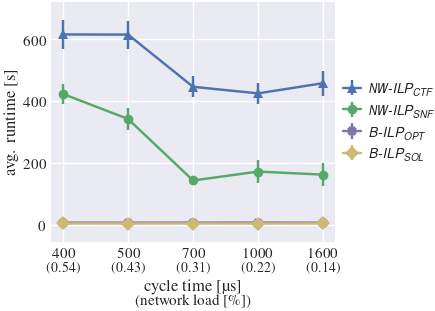 avg. runtime [s]
600
400
200
0
400 500 700 1000 1600
(0.54) (0.43) (0.31) (0.22) (0.14)
cycle time [µs]
(network load [%])
NW-ILP_CTF
NW-ILP_SNF
B-ILP_OPT
B-ILP_SOL